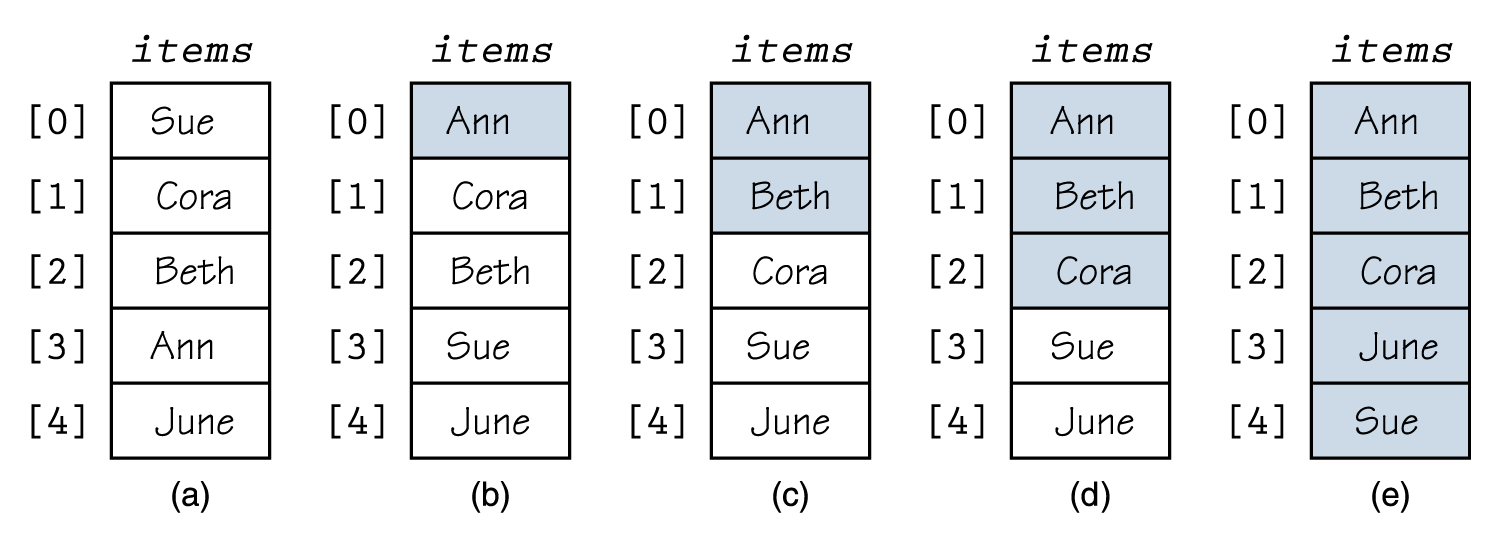 items items items items items
[0] Sue [0] Ann [0] Ann [0] Ann [0] Ann
[1] Cora [1] Cora [1] Beth [1] Beth [1] Beth
[2] Beth [2] Beth [2] Cora [2] Cora [2] Cora
[3] Ann [3] Sue [3] Sue [3] Sue [3] June
[4] June [4] June [4] June [4] June [4] Sue
(a) (b) (c) (d) (e)